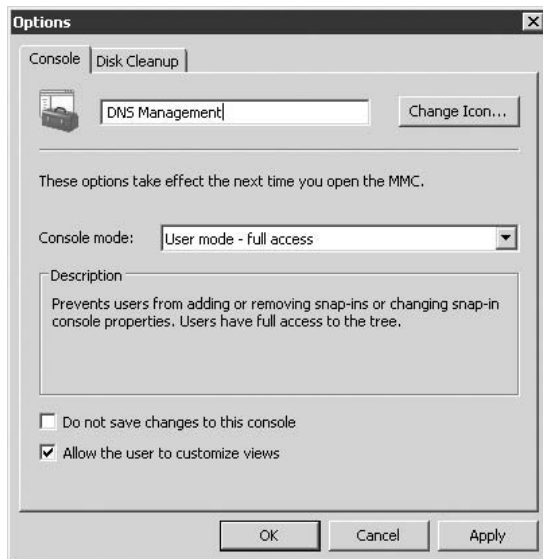 Options
Console
Disk Cleanup
DNS Management
Change Icon...
These options take effect the next time you open the MMC.
Console mode:
User mode - full access
Description
Prevents users from adding or removing snap-ins or changing snap-in
console properties. Users have full access to the tree.
Do not save changes to this console
Allow the user to customize views
OK
Cancel
Apply